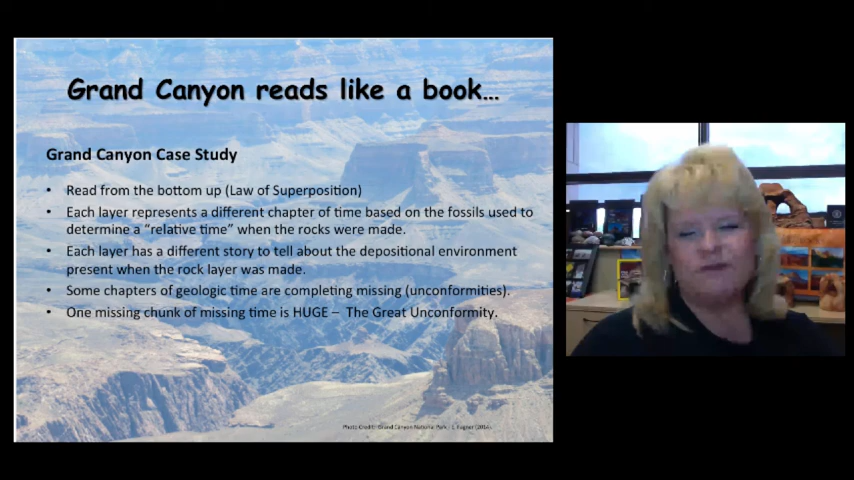 Grand Canyon reads like a book...
Grand Canyon Case Study
• Read from the bottom up (Law of Superposition)
• Each layer represents a different chapter of time based on the fossils used to
determine a “relative time” when the rocks were made.
• Each layer has a different story to tell about the depositional environment
present when the rock layer was made.
• Some chapters of geologic time are completing missing (unconformities).
• One missing chunk of missing time is HUGE – The Great Unconformity.
Photo Credit: Grand Canyon National Park -